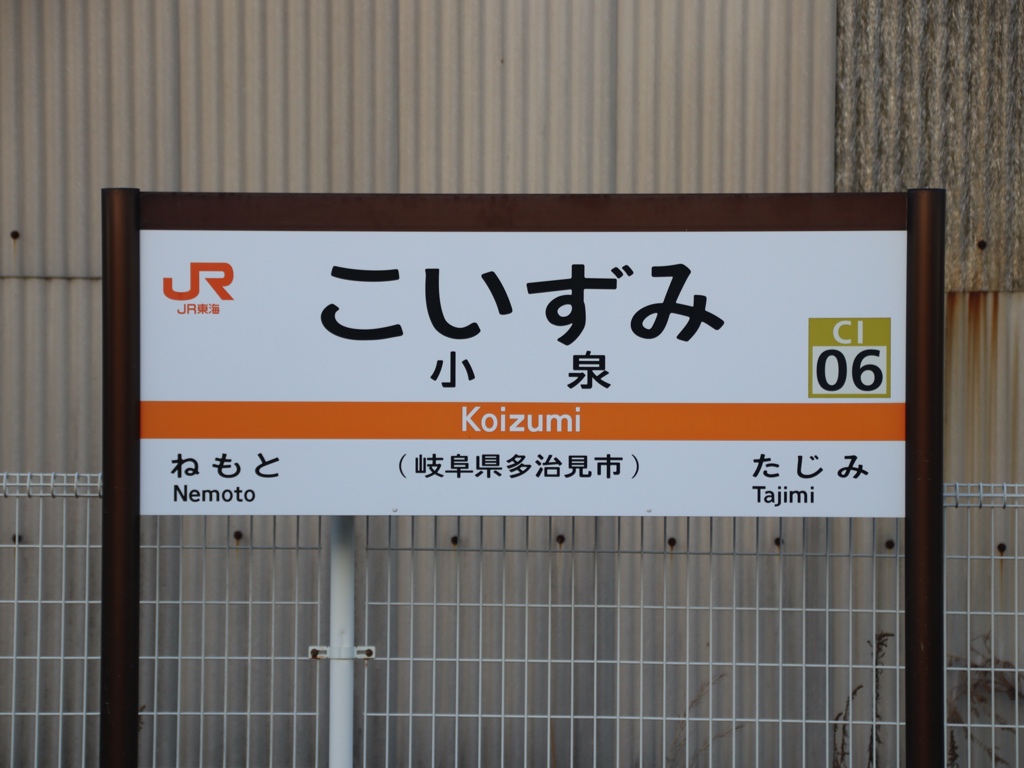 JR
JR東海
こいずみ
小 泉
CI
06
Koizumi
ねもと
Nemoto
（岐阜県多治見市）
たじみ
Tajimi